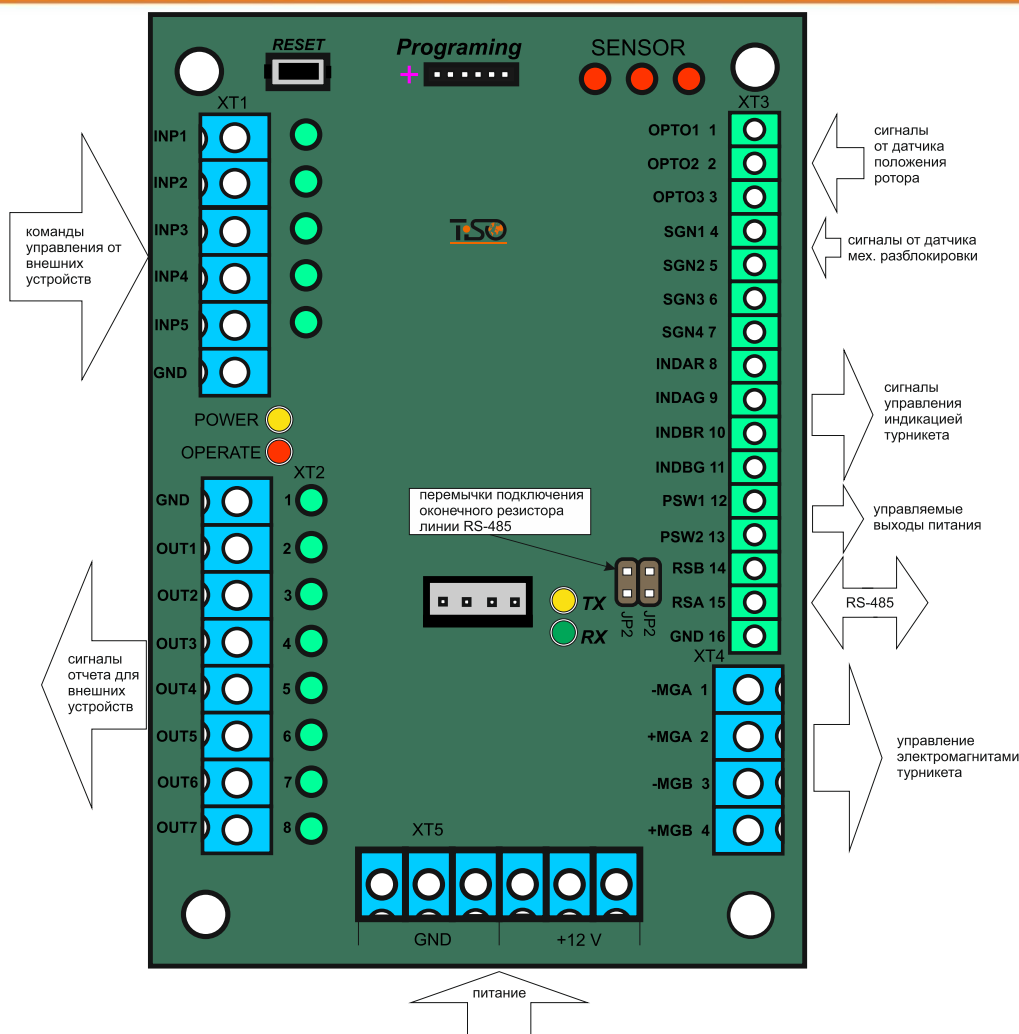 RESET
Programing
+
SENSOR
XT1
XT3
INP1
INP2
INP3
INP4
INP5
GND
команды
управления от
внешних
устройств
TiSO
OPTO1 1
OPTO2 2
OPTO3 3
SGN1 4
SGN2 5
SGN3 6
SGN4 7
INDAR 8
INDAG 9
INDBR 10
INDBG 11
PSW1 12
PSW2 13
RSB 14
RSA 15
GND 16
сигналы
от датчика
положения
ротора
сигналы от датчика
мех. разблокировки
сигналы
управления
индикацией
турникета
управляемые
выходы питания
RS-485
POWER
OPERATE
XT2
GND 1
OUT1 2
OUT2 3
OUT3 4
OUT4 5
OUT5 6
OUT6 7
OUT7 8
сигналы
отчета для
внешних
устройств
перемычки подключения
оконечного резистора
линии RS-485
TX
RX
JP2
JP2
XT4
-MGA 1
+MGA 2
-MGB 3
+MGB 4
управление
электромагнитами
турникета
XT5
GND
+12 V
питание